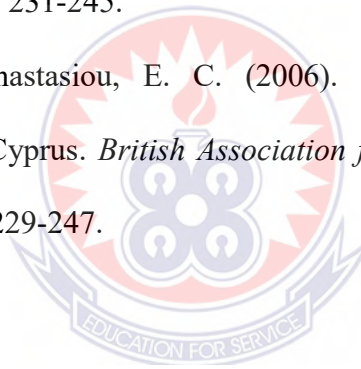 231-245.
nastasiou, E. C. (2006).
Cyprus. British Association f
229-247.
EDUCATION FOR SERVICE